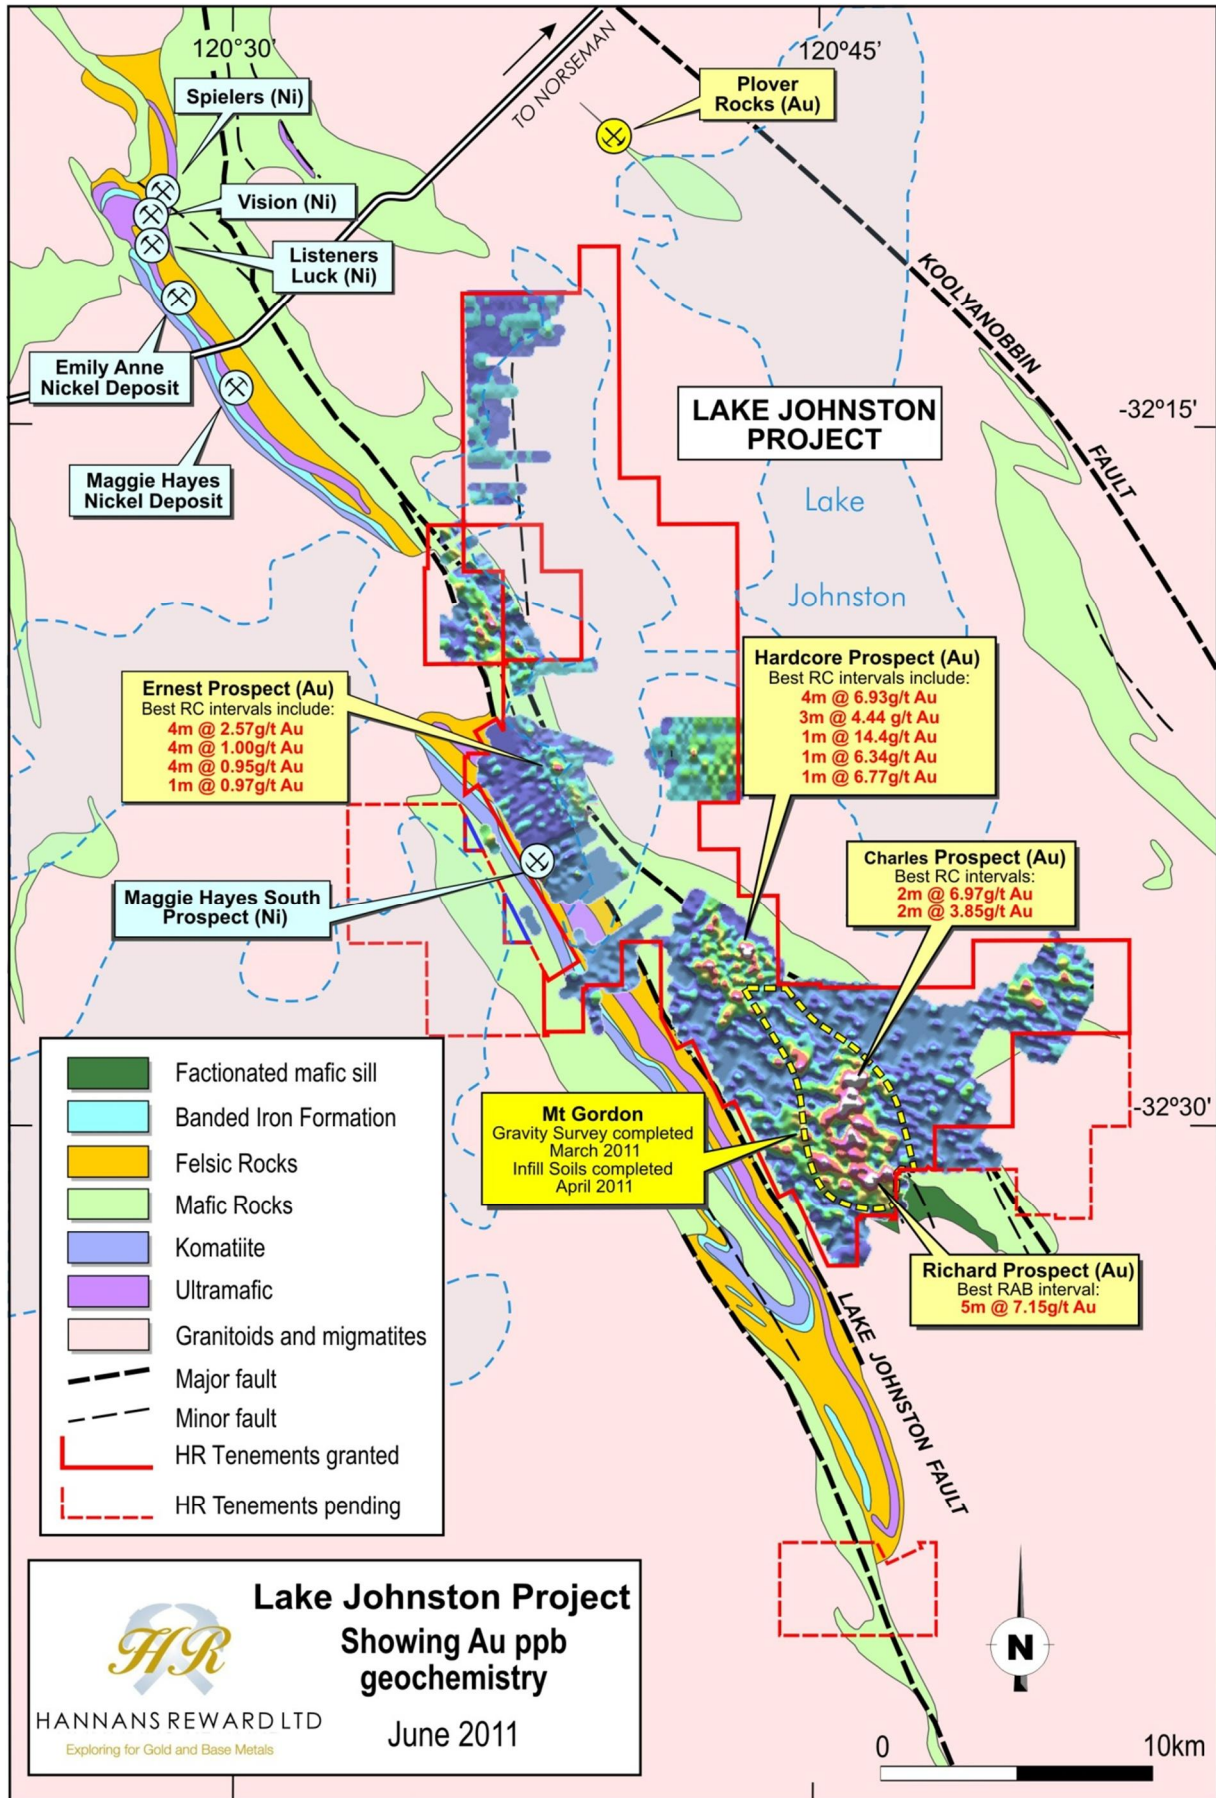 120°30'
120°45'
Spielers (Ni)
TO NORSEMAN
Plover
Rocks (Au)
Vision (Ni)
Listeners
Luck (Ni)
KOOLYANOBBIN
FAULT
Emily Anne
Nickel Deposit
LAKE JOHNSTON
PROJECT
-32°15'
Maggie Hayes
Nickel Deposit
Lake
Johnston
Hardcore Prospect (Au)
Best RC intervals include:
4m @ 6.93g/t Au
3m @ 4.44 g/t Au
1m @ 14.4g/t Au
1m @ 6.34g/t Au
1m @ 6.77g/t Au
Ernest Prospect (Au)
Best RC intervals include:
4m @ 2.57g/t Au
4m @ 1.00g/t Au
4m @ 0.95g/t Au
1m @ 0.97g/t Au
Charles Prospect (Au)
Best RC intervals:
2m @ 6.97g/t Au
2m @ 3.85g/t Au
Maggie Hayes South
Prospect (Ni)
-32°30'
Mt Gordon
Gravity Survey completed
March 2011
Infill Soils completed
April 2011
Richard Prospect (Au)
Best RAB interval:
5m @ 7.15g/t Au
LAKE JOHNSTON FAULT
Factionated mafic sill
Banded Iron Formation
Felsic Rocks
Mafic Rocks
Komatiite
Ultramafic
Granitoids and migmatites
Major fault
Minor fault
HR Tenements granted
HR Tenements pending
HR
HANNANS REWARD LTD
Exploring for Gold and Base Metals
Lake Johnston Project
Showing Au ppb
geochemistry
June 2011
N
0
10km